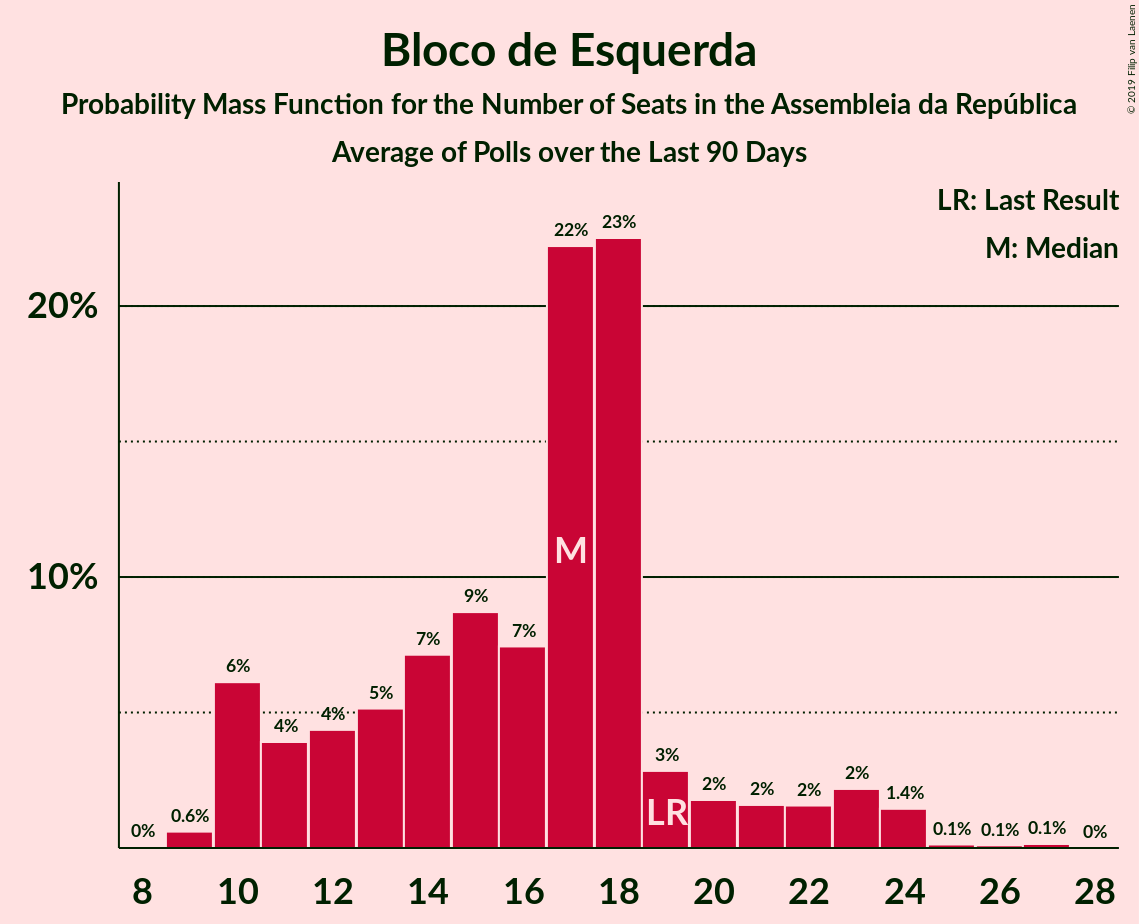 Bloco de Esquerda
Probability Mass Function for the Number of Seats in the Assembleia da República
Average of Polls over the Last 90 Days
© 2019 Filip van Laenen
LR: Last Result
M: Median
20%
10%
0%
0.6%
6%
4%
4%
5%
7%
9%
7%
22%
23%
3%
2%
2%
2%
2%
1.4%
0.1%
0.1%
0.1%
0%
M
LR
8 10 12 14 16 18 20 22 24 26 28